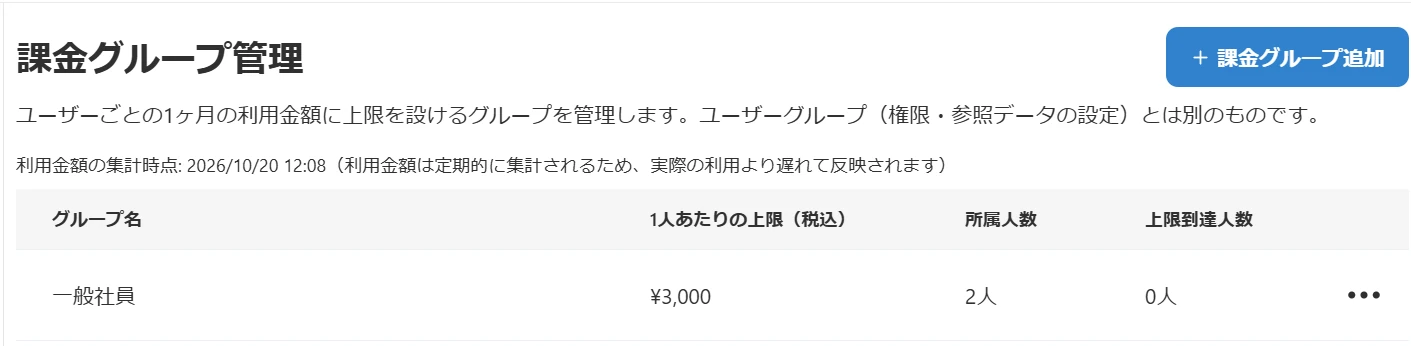 課金グループ管理
+ 課金グループ追加
ユーザーごとの1ヶ月の利用金額に上限を設けるグループを管理します。ユーザーグループ（権限・参照データの設定）とは別のものです。
利用金額の集計時点: 2026/10/20 12:08（利用金額は定期的に集計されるため、実際の利用より遅れて反映されます）
グループ名 1人あたりの上限（税込） 所属人数 上限到達人数
一般社員 ¥3,000 2人 0人